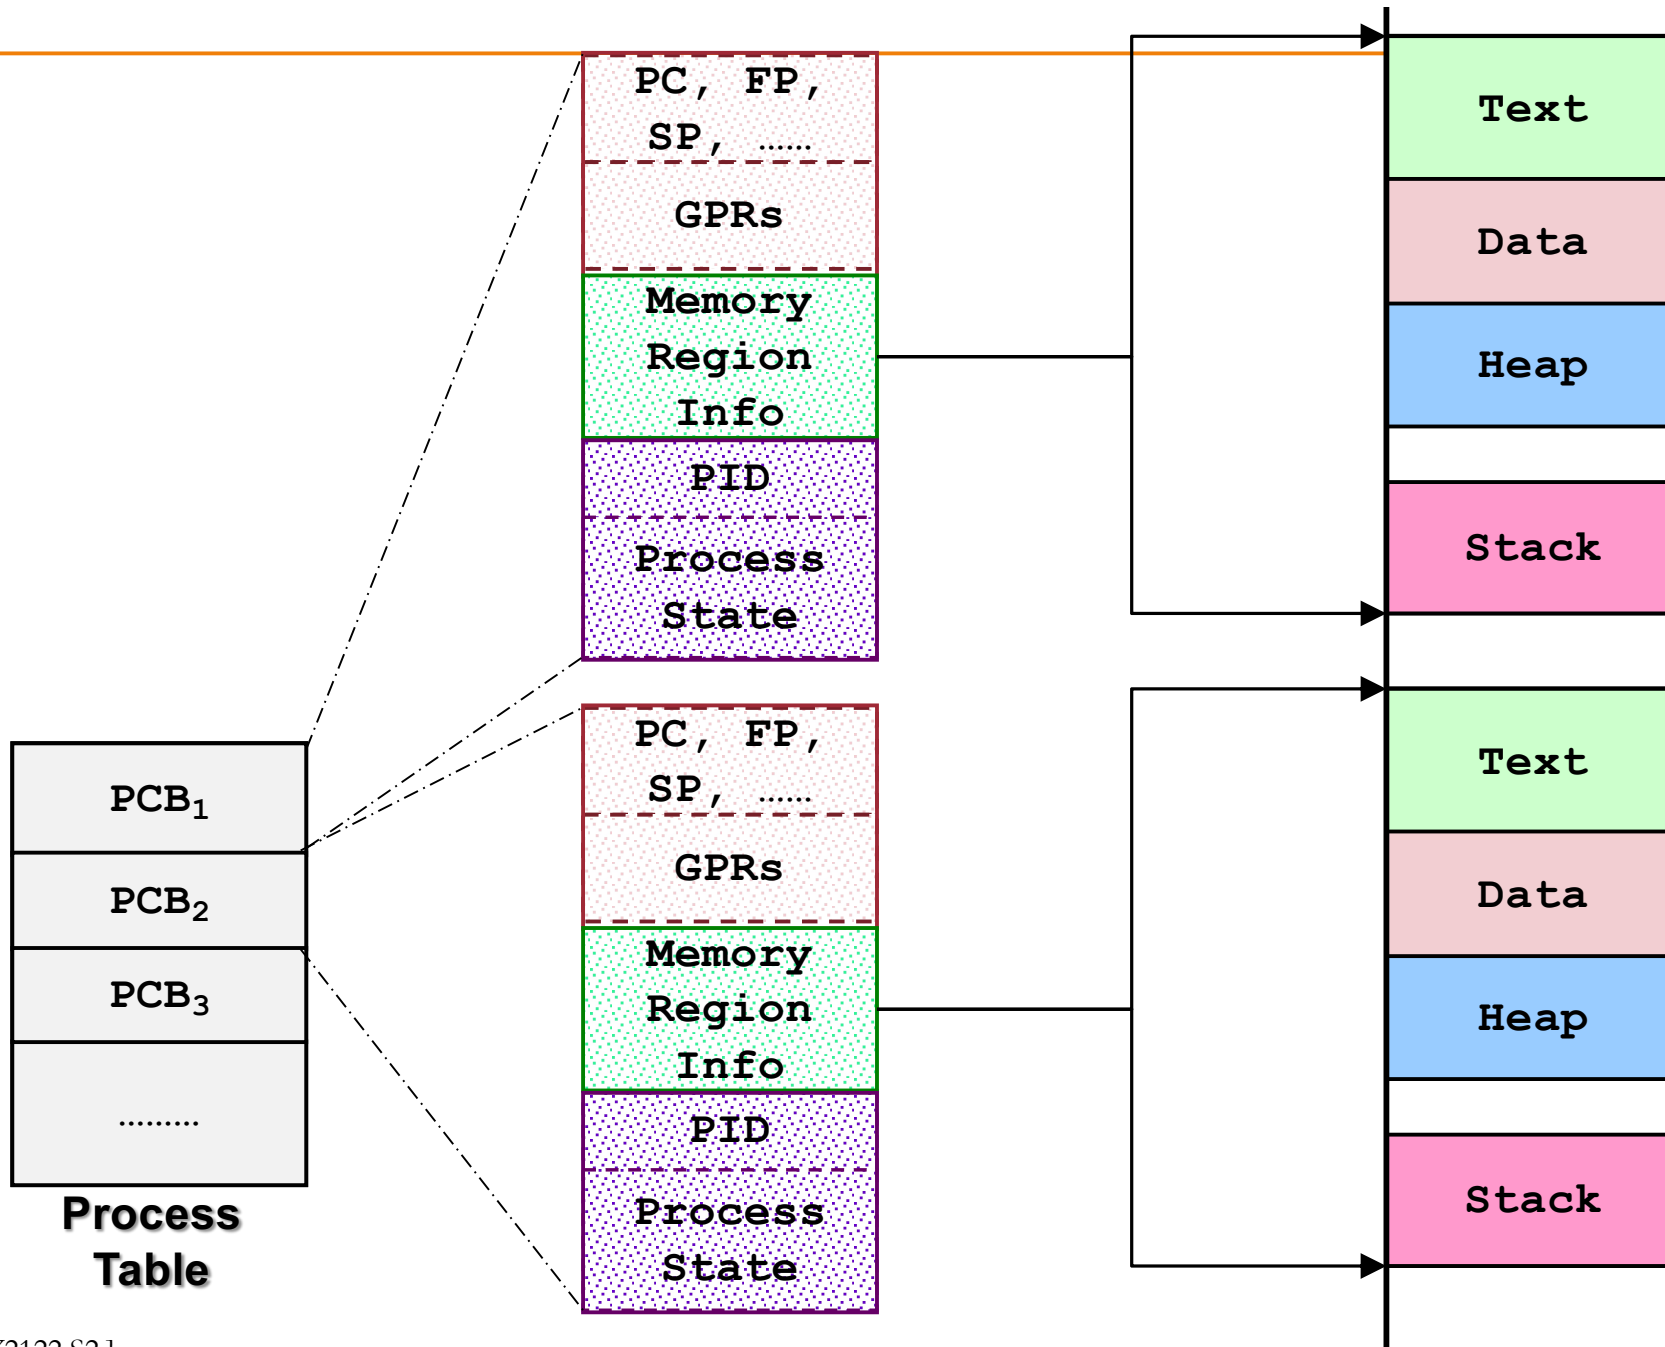 PC, FP,
SP, ……
GPRs
Memory
Region
Info
PID
Process
State
Text
Data
Heap
Stack
PCB₁
PCB₂
PCB₃
………
Process
Table
PC, FP,
SP, ……
GPRs
Memory
Region
Info
PID
Process
State
Text
Data
Heap
Stack